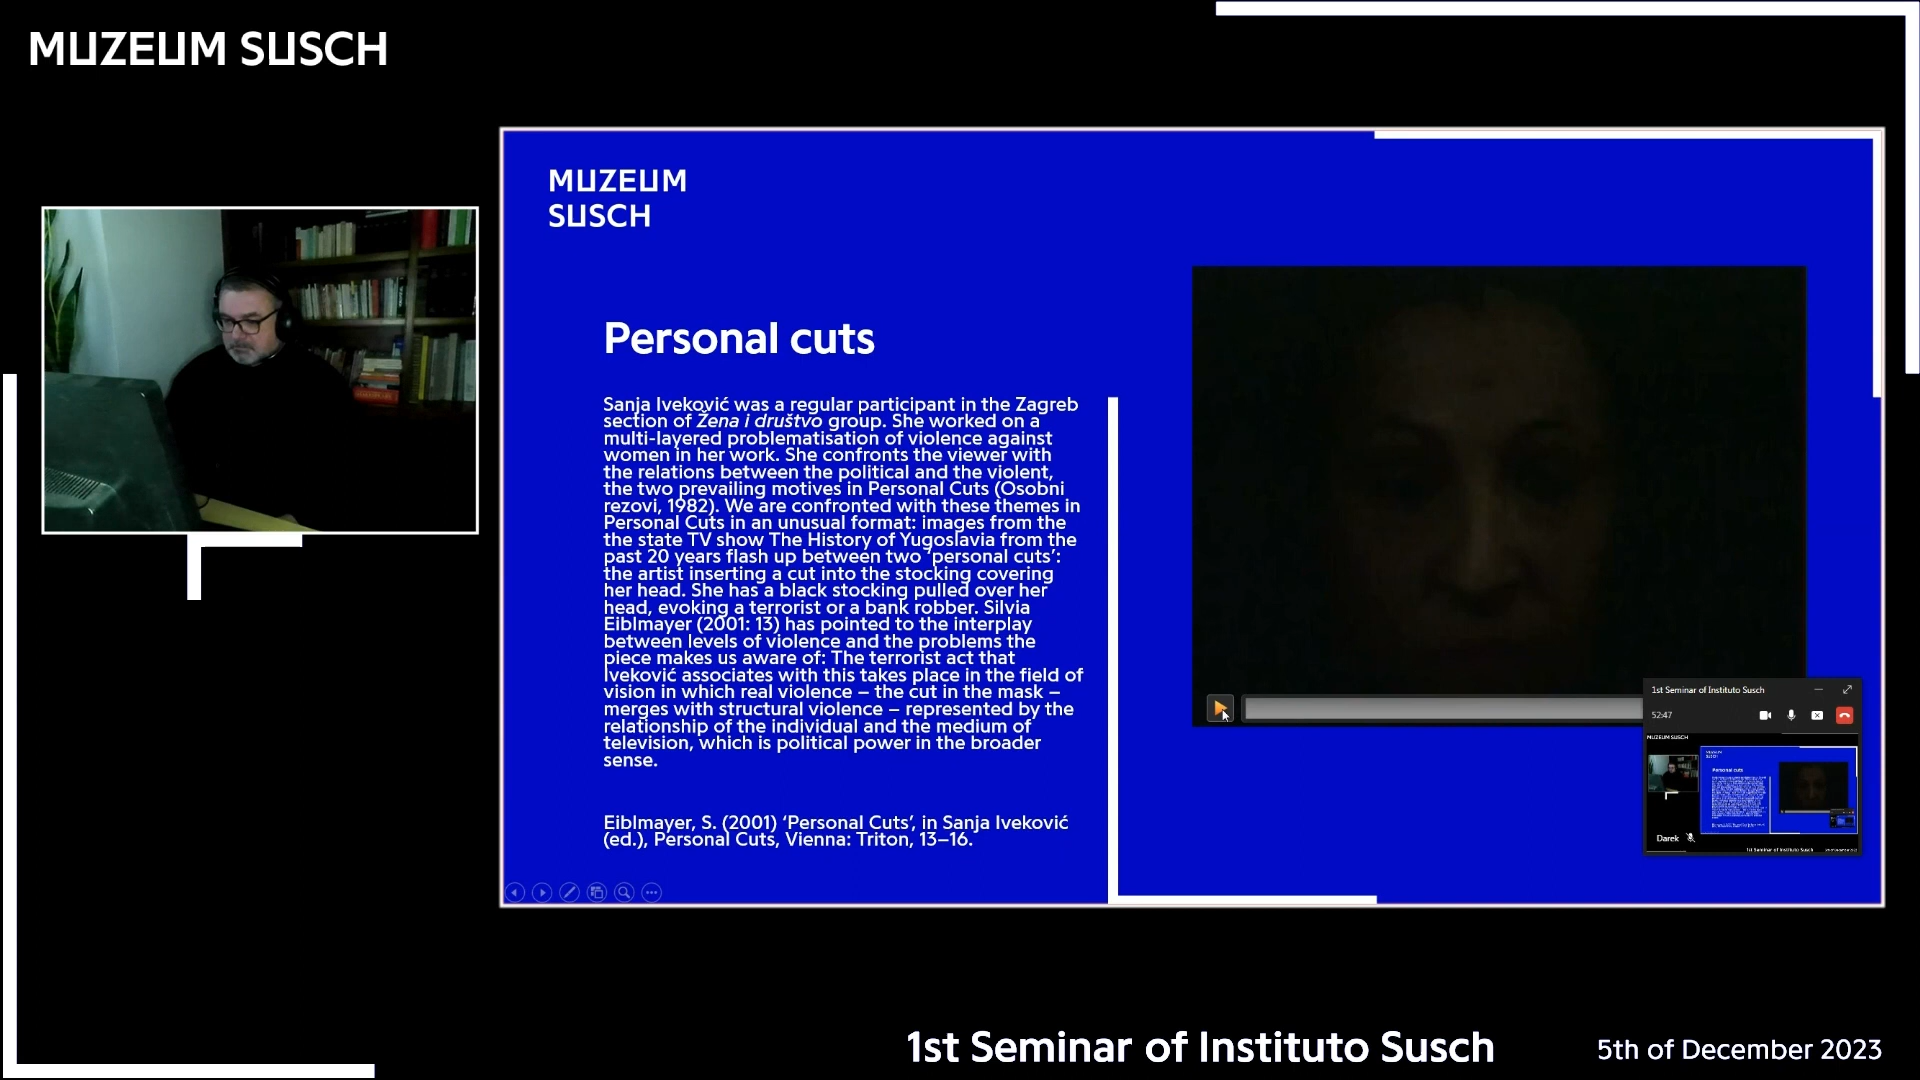 MUZEUM SUSCH
MUZEUM
SUSCH
Personal cuts
Sanja Iveković was a regular participant in the Zagreb
section of Žena i društvo group. She worked on a
multi-layered problematisation of violence against
women in her work. She confronts the viewer with
the relations between the political and the violent,
the two prevailing motives in Personal Cuts (Osobni
rezovi, 1982). We are confronted with these themes in
Personal Cuts in an unusual format: images from the
the state TV show The History of Yugoslavia from the
past 20 years flash up between two ‘personal cuts’:
the artist inserting a cut into the stocking covering
her head. She has a black stocking pulled over her
head, evoking a terrorist or a bank robber. Silvia
Eiblmayer (2001: 13) has pointed to the interplay
between levels of violence and the problems the
piece makes us aware of: The terrorist act that
Iveković associates with this takes place in the field of
vision in which real violence – the cut in the mask –
merges with structural violence – represented by the
relationship of the individual and the medium of
television, which is political power in the broader
sense.
Eiblmayer, S. (2001) ‘Personal Cuts’, in Sanja Iveković
(ed.), Personal Cuts, Vienna: Triton, 13–16.
1st Seminar of Instituto Susch
52:47
MUZEUM SUSCH
Personal cuts
Darek
1st Seminar of Instituto Susch
1st Seminar of Instituto Susch
5th of December 2023